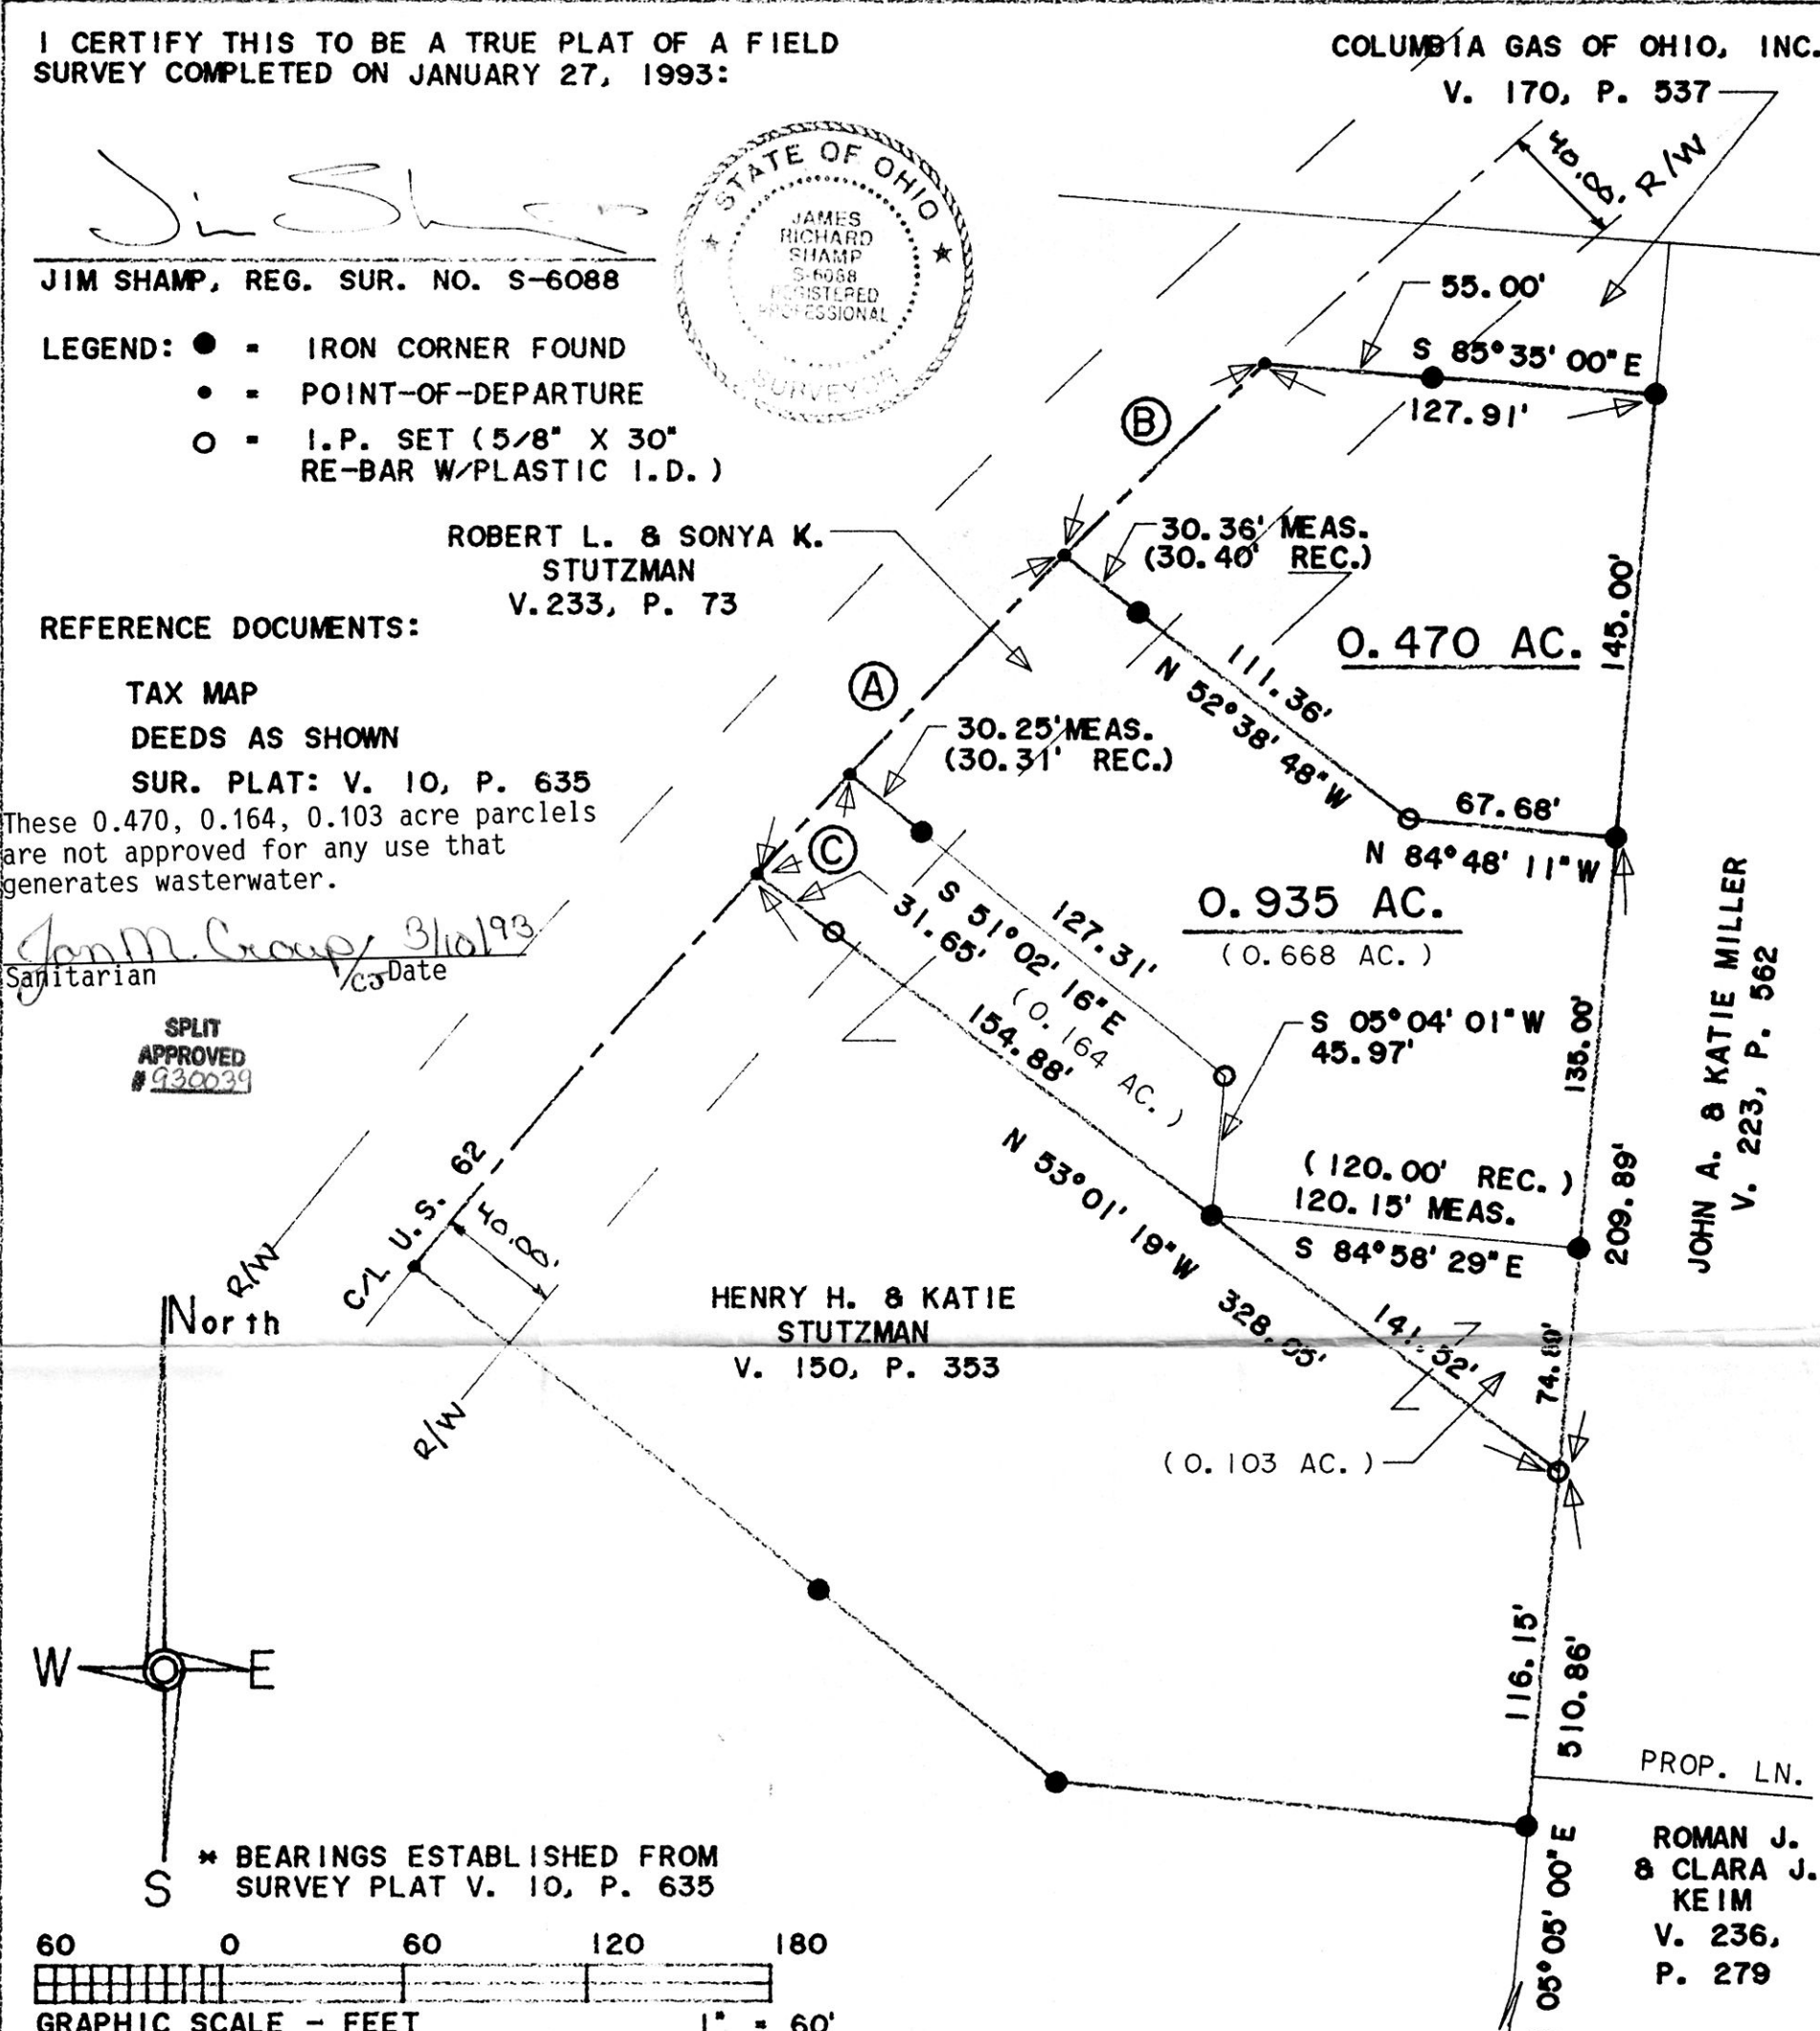 I CERTIFY THIS TO BE A TRUE PLAT OF A FIELD
SURVEY COMPLETED ON JANUARY 27, 1993:
JIM SHAMP, REG. SUR. NO. S-6088
STATE OF OHIO
JAMES
RICHARD
SHAMP
S-6088
REGISTERED
PROFESSIONAL
SURVEYOR
LEGEND: ● = IRON CORNER FOUND
• = POINT-OF-DEPARTURE
○ = I.P. SET (5/8" X 30"
RE-BAR W/PLASTIC I.D.)
COLUMBIA GAS OF OHIO, INC.
V. 170, P. 537
40.8' R/W
55.00'
S 85°35' 00" E
127.91'
B
ROBERT L. & SONYA K.
STUTZMAN
V.233, P. 73
30.36' MEAS.
(30.40' REC.)
0.470 AC.
145.00'
111.36'
N 52°38' 48" W
REFERENCE DOCUMENTS:
TAX MAP
DEEDS AS SHOWN
SUR. PLAT: V. 10, P. 635
These 0.470, 0.164, 0.103 acre parclels
are not approved for any use that
generates wasterwater.
3/10/93
Sanitarian Date
SPLIT
APPROVED
# 930039
A
30.25' MEAS.
(30.31' REC.)
67.68'
N 84°48' 11" W
C
31.65'
S 51°02' 16" E
127.31'
(0.164 AC.)
154.88'
0.935 AC.
(0.668 AC.)
S 05°04' 01" W
45.97'
135.00'
JOHN A. & KATIE MILLER
V. 223, P. 562
209.89'
(120.00' REC.)
120.15' MEAS.
S 84°58' 29" E
N 53°01' 19" W
141.52'
(0.103 AC.)
C/L U.S. 62
40.8'
R/W
R/W
HENRY H. & KATIE
STUTZMAN
V. 150, P. 353
North
W E
S
116.15'
510.86'
PROP. LN.
ROMAN J.
& CLARA J.
KEIM
V. 236,
P. 279
05°05' 00" E
* BEARINGS ESTABLISHED FROM
SURVEY PLAT V. 10, P. 635
60 0 60 120 180
GRAPHIC SCALE - FEET 1" = 60'